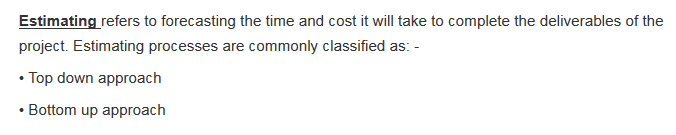 Estimating refers to forecasting the time and cost it will take to complete the deliverables of the
project. Estimating processes are commonly classified as: -
• Top down approach
• Bottom up approach